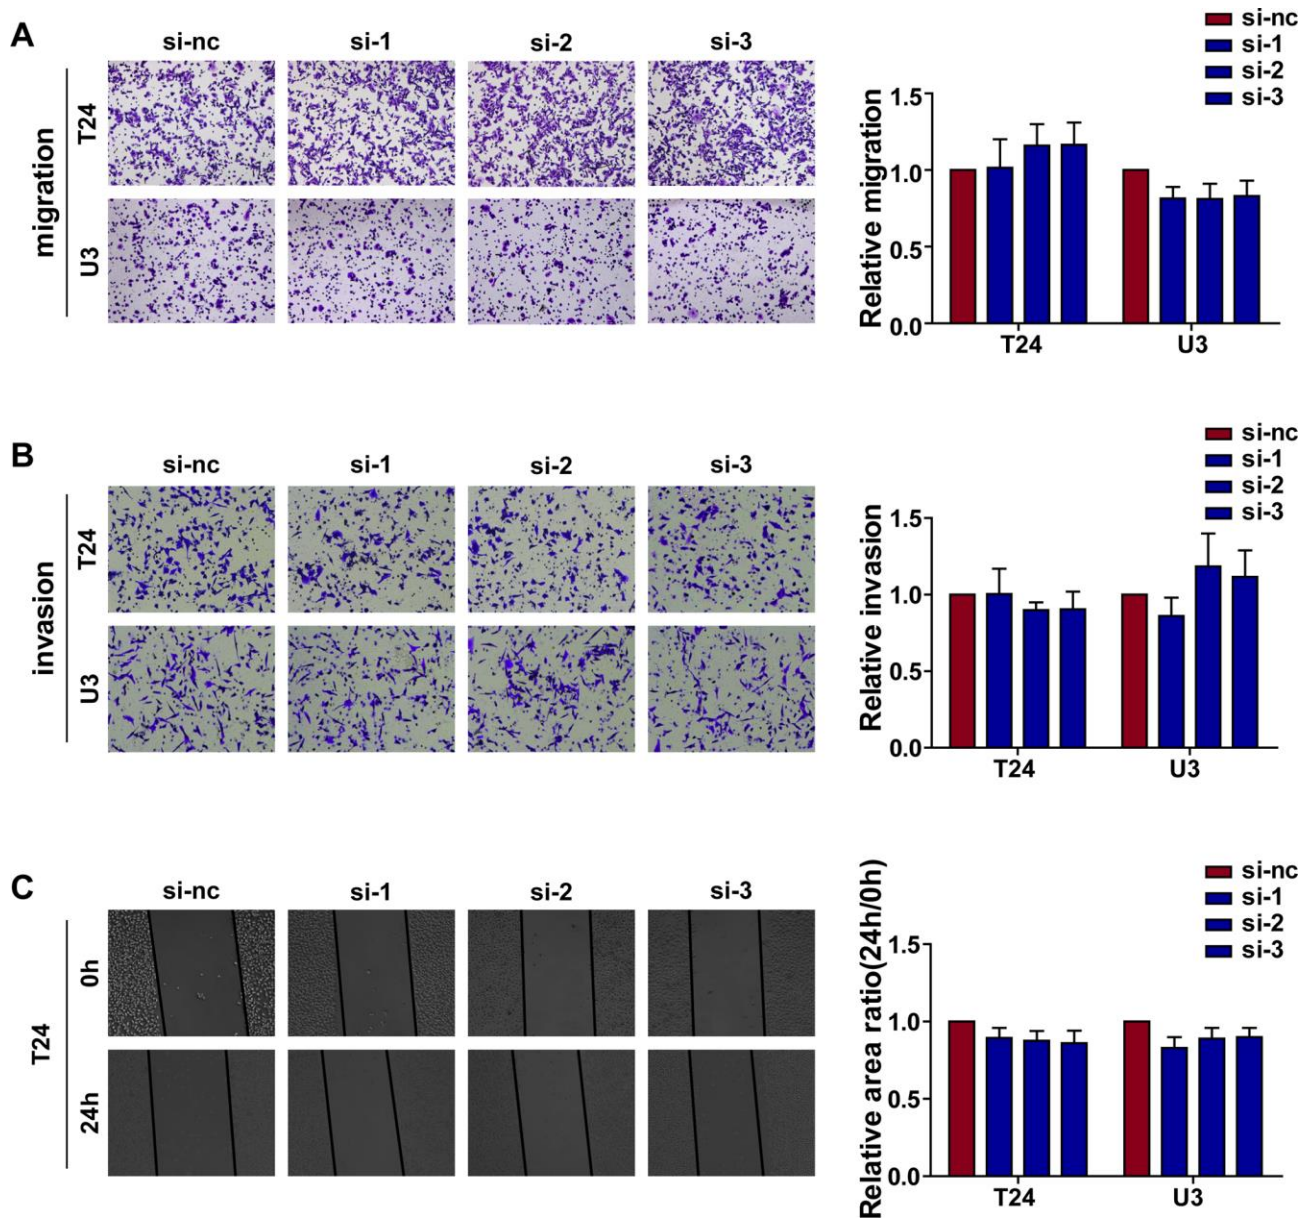 A
si-nc si-1 si-2 si-3
migration
T24
U3
si-nc
si-1
si-2
si-3
Relative migration
1.5
1.0
0.5
0.0
T24 U3
B
si-nc si-1 si-2 si-3
invasion
T24
U3
si-nc
si-1
si-2
si-3
Relative invasion
1.5
1.0
0.5
0.0
T24 U3
C
si-nc si-1 si-2 si-3
T24
0h
24h
si-nc
si-1
si-2
si-3
Relative area ratio(24h/0h)
1.5
1.0
0.5
0.0
T24 U3